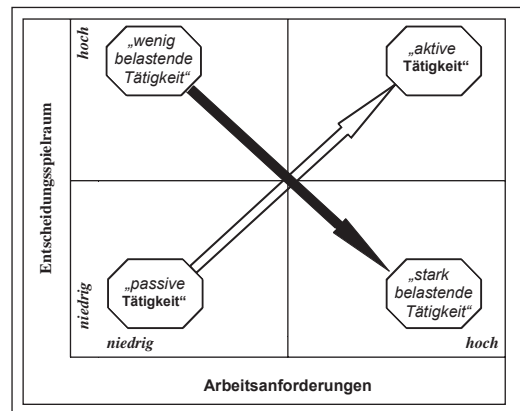 hoch
„wenig
belastende
Tätigkeit“
„aktive
Tätigkeit“
Entscheidungsspielraum
niedrig
„passive
Tätigkeit“
„stark
belastende
Tätigkeit“
niedrig
hoch
Arbeitsanforderungen